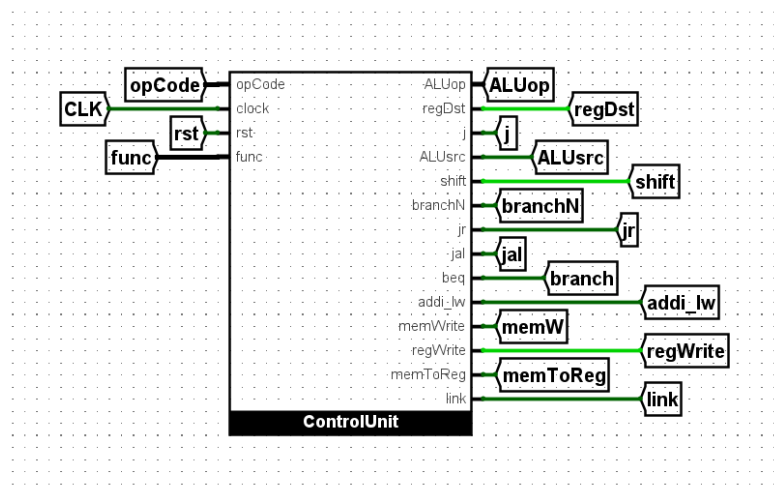 opCode opCode ALUop ALUop
CLK clock regDst regDst
rst rst j j
func func ALUsrc ALUsrc
shift shift
branchN branchN
jr jr
jal jal
beq branch
addi_lw addi_lw
memWrite memW
regWrite regWrite
memToReg memToReg
link link
ControlUnit